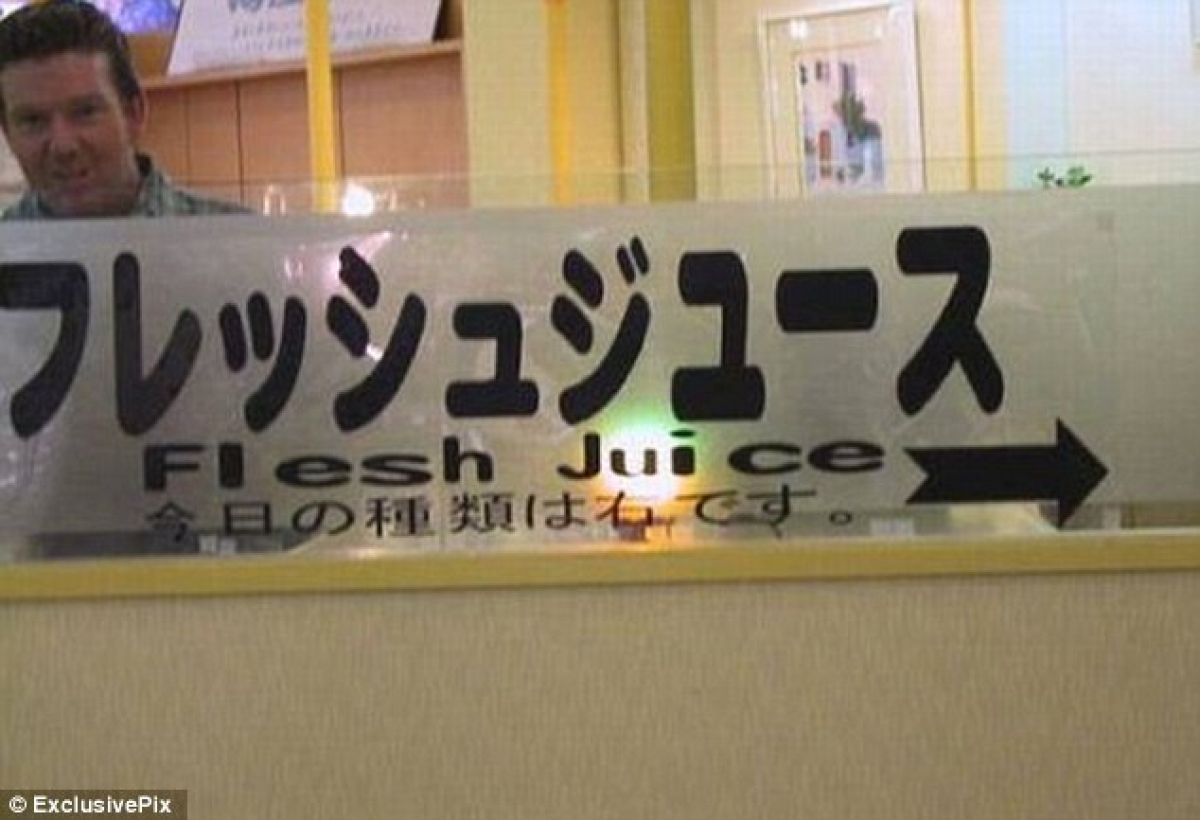 フレッシュジュース
Flesh Juice
今日の種類は右です。
© ExclusivePix